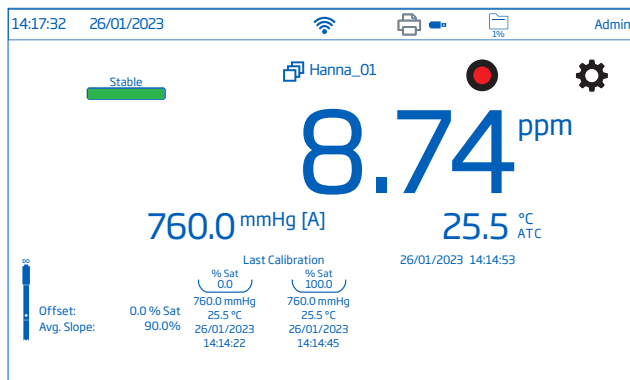 14:17:32 26/01/2023 1% Admin
Stable Hanna_01
8.74 ppm
760.0 mmHg [A] 25.5 °C
ATC
Last Calibration 26/01/2023 14:14:53
DO
% Sat % Sat
0.0 100.0
760.0 mmHg 760.0 mmHg
Offset: 0.0 % Sat 25.5 °C 25.5 °C
Avg. Slope: 90.0% 26/01/2023 26/01/2023
14:14:22 14:14:45